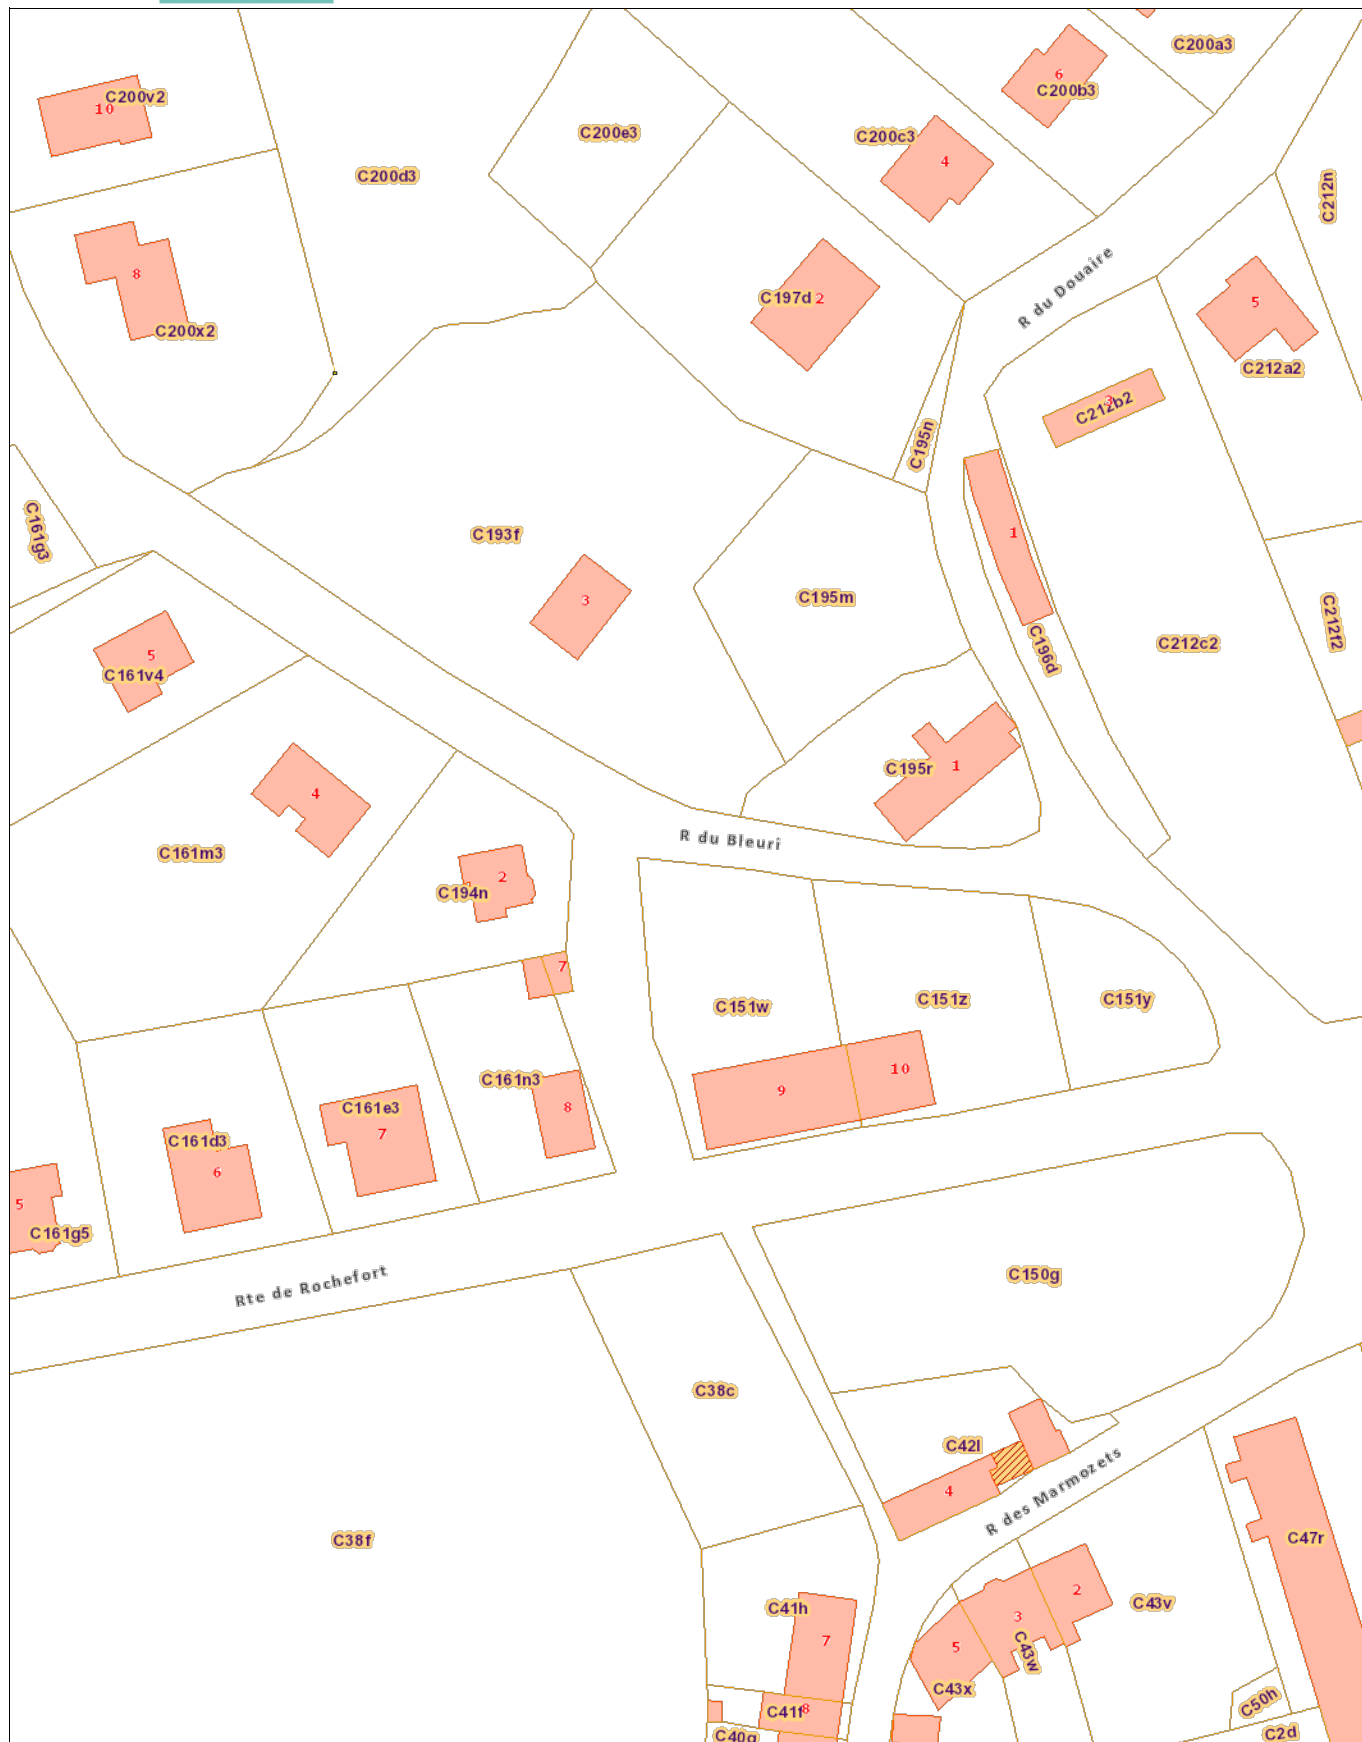 C200a3
6
C200b3
C200v2
10
C200e3
C200c3
4
C200d3
C212n
R du Douaire
8
C200x2
C197d 2
5
C212a2
3
C212b2
C195n
C161g3
C193f
1
3
C195m
C196d
C212c2
C212f2
5
C161v4
C195r 1
4
R du Bleuri
C161m3
2
C194n
7
C151w
C151z
C151y
10
9
C161n3
8
C161e3
7
C161d3
6
5
C161g5
Rte de Rochefort
C150g
C38c
C42l
4
R des Marmozets
C38f
C47r
2
C43v
C41h
3
7
5
C43w
C43x
C50h
C41f 8
C40g
C2d